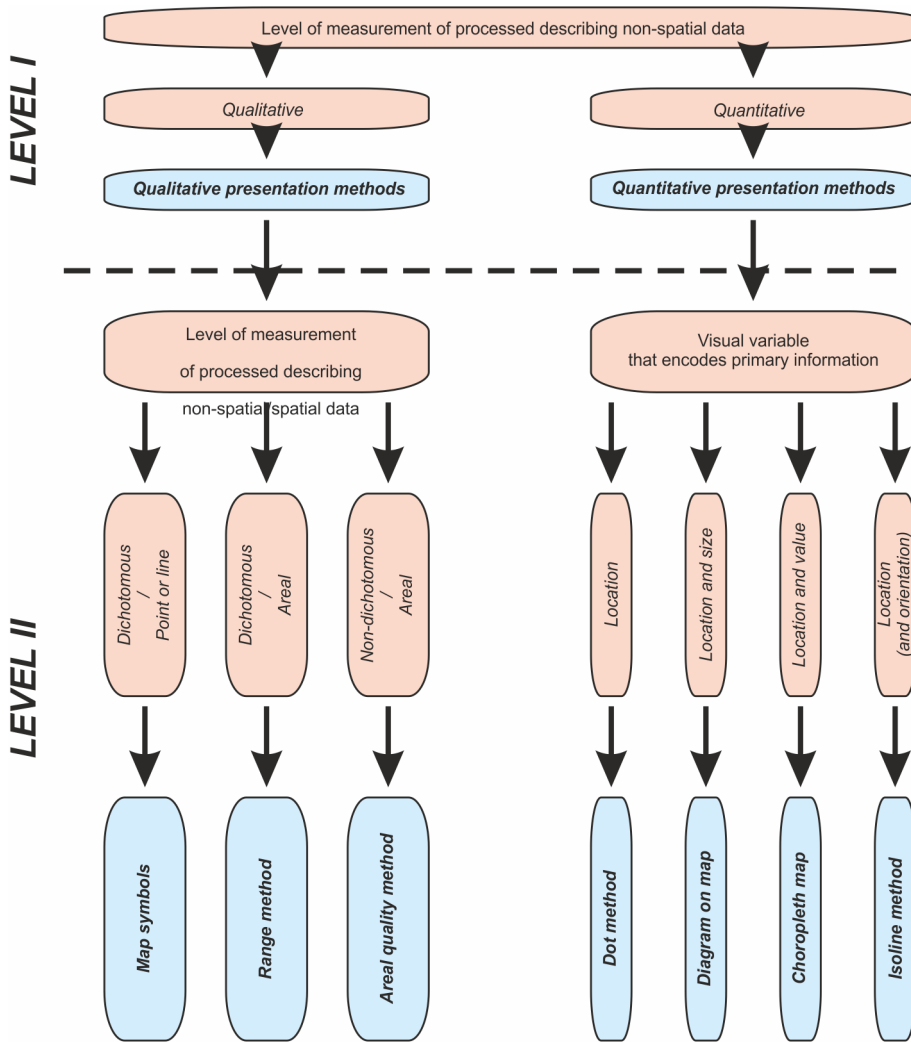 LEVEL I
Level of measurement of processed describing non-spatial data
Qualitative
Quantitative
Qualitative presentation methods
Quantitative presentation methods
LEVEL II
Level of measurement
of processed describing
non-spatial/spatial data
Visual variable
that encodes primary information
Dichotomous
/
Point or line
Dichotomous
/
Areal
Non-dichotomous
/
Areal
Location
Location and size
Location and value
Location
(and orientation)
Map symbols
Range method
Areal quality method
Dot method
Diagram on map
Choropleth map
Isoline method